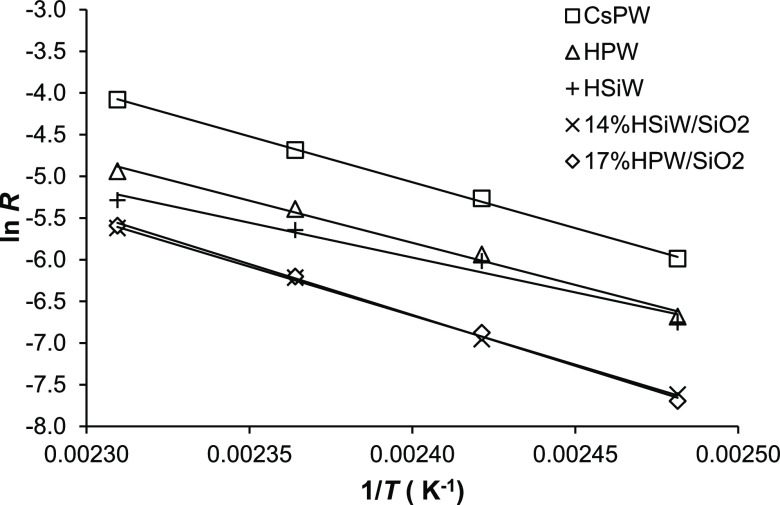 -3.0
-3.5
-4.0
-4.5
-5.0
-5.5
-6.0
-6.5
-7.0
-7.5
-8.0
ln R
CsPW
HPW
HSiW
14%HSiW/SiO2
17%HPW/SiO2
0.00230 0.00235 0.00240 0.00245 0.00250
1/T ( K⁻¹)